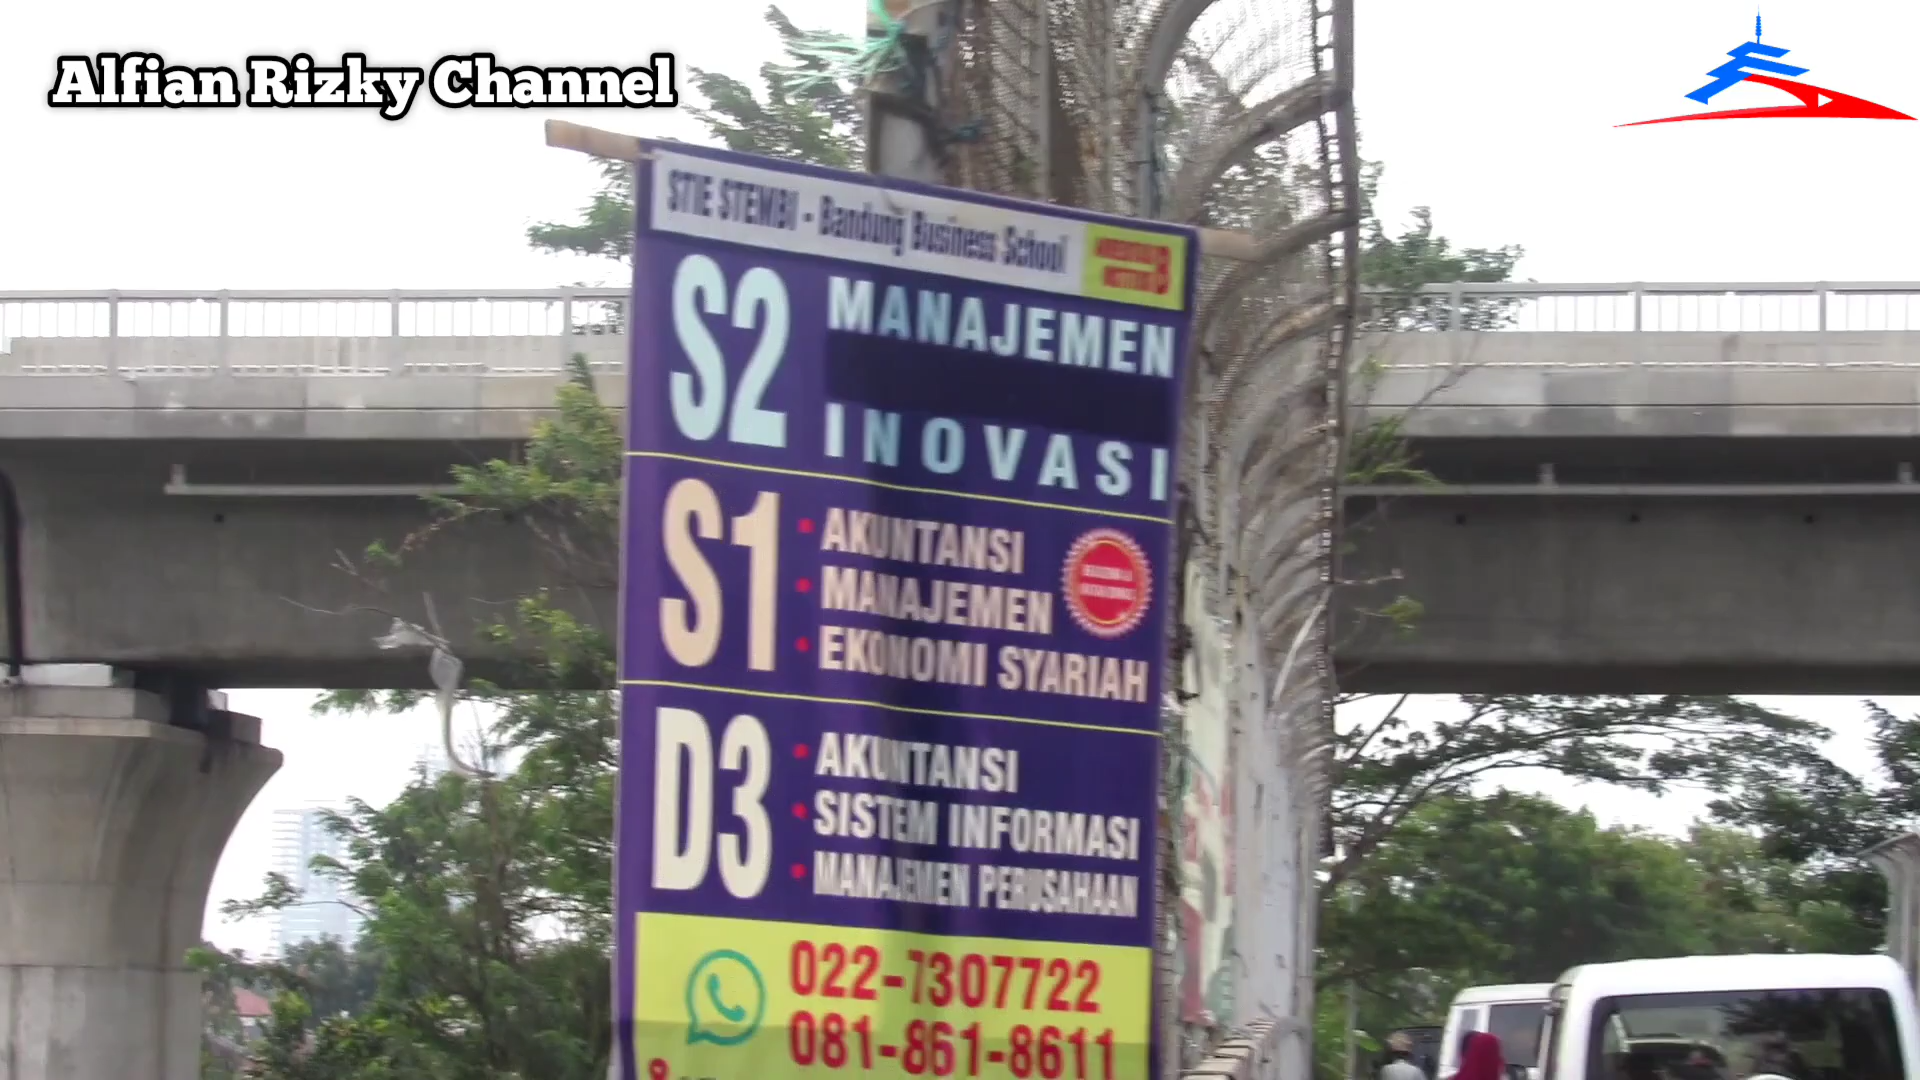 Alfian Rizky Channel
STIE STEMBI - Bandung Business School
B
S2
MANAJEMEN
INOVASI
S1
• AKUNTANSI
• MANAJEMEN
• EKONOMI SYARIAH
D3
• AKUNTANSI
• SISTEM INFORMASI
• MANAJEMEN PERUSAHAAN
022-7307722
081-861-8611